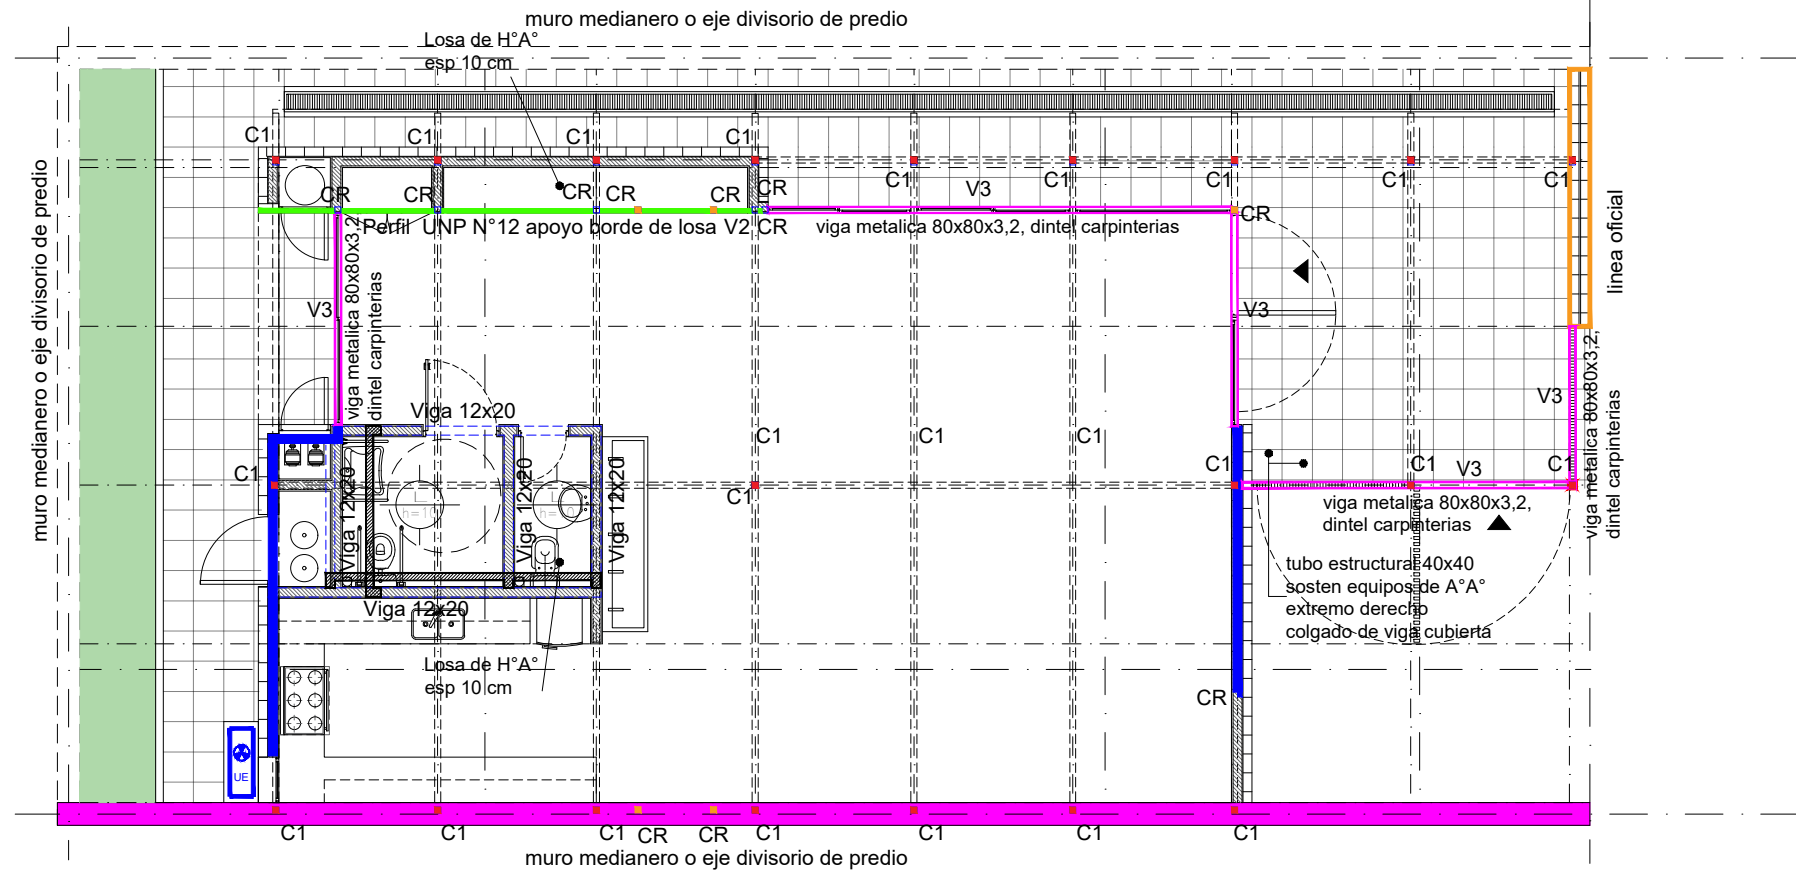 muro medianero o eje divisorio de predio
Losa de H°A°
esp 10 cm
C1
C1
C1
C1
CR
CR
CR
CR
CR
CR
C1
C1
C1
C1
C1
V3
CR
Perfil UNP N°12 apoyo borde de losa V2
CR
viga metalica 80x80x3,2, dintel carpinterias
muro medianero o eje divisorio de predio
linea oficial
V3
viga metalica 80x80x3,2,
dintel carpinterias
V3
V3
viga metalica 80x80x3,2,
dintel carpinterias
Viga 12x20
C1
C1
C1
C1
C1
C1
C1
C1
V3
C1
Viga 12x20
Viga 12x20
Viga 12x20
viga metalica 80x80x3,2,
dintel carpinterias
tubo estructural 40x40
sosten equipos de A°A°
extremo derecho
colgado de viga cubierta
Viga 12x20
Losa de H°A°
esp 10 cm
CR
UE
C1
C1
C1
CR
CR
C1
C1
C1
C1
muro medianero o eje divisorio de predio